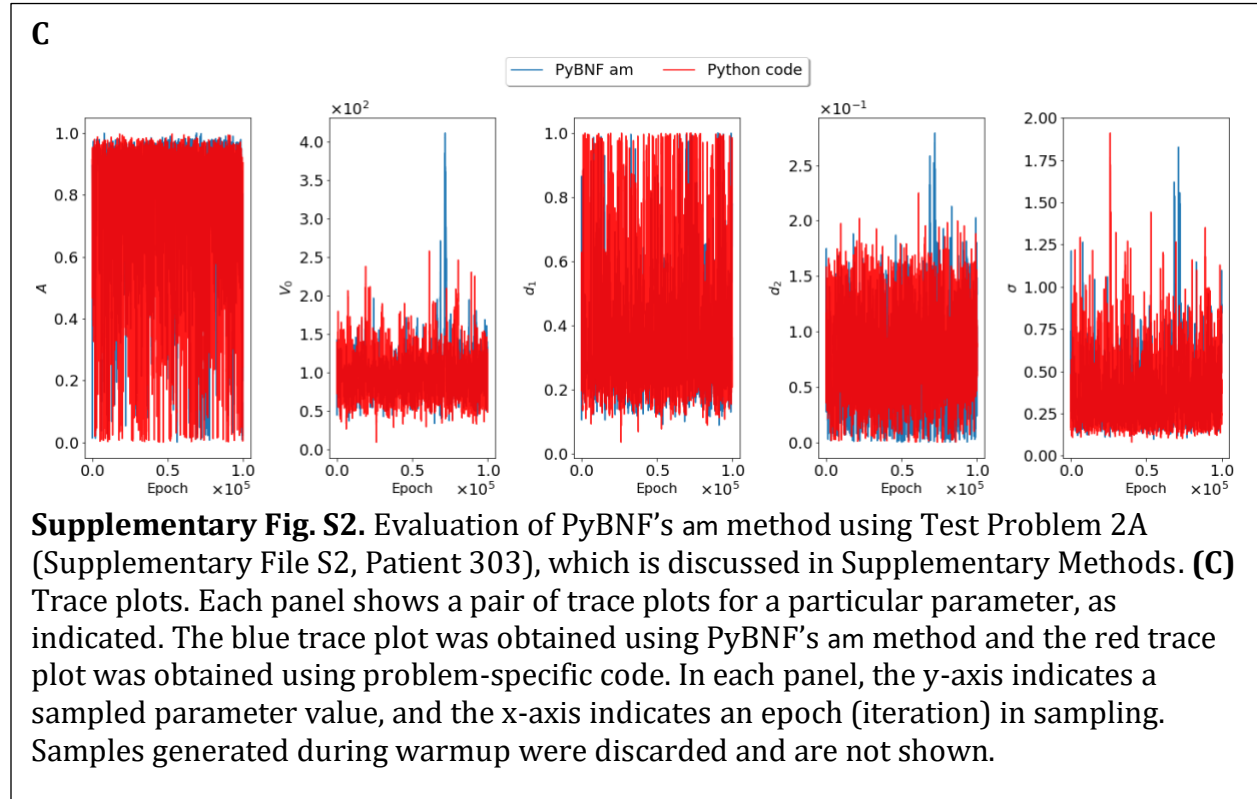 C
PyBNF am Python code
×10² ×10⁻¹
1.0 0.8 0.6 0.4 0.2 0.0
A
4.0 3.5 3.0 2.5 2.0 1.5 1.0 0.5 0.0
V₀
1.0 0.8 0.6 0.4 0.2 0.0
d₁
2.5 2.0 1.5 1.0 0.5 0.0
d₂
2.00 1.75 1.50 1.25 1.00 0.75 0.50 0.25 0.00
σ
0.0 0.5 1.0 0.0 0.5 1.0 0.0 0.5 1.0 0.0 0.5 1.0 0.0 0.5 1.0
Epoch ×10⁵ Epoch ×10⁵ Epoch ×10⁵ Epoch ×10⁵ Epoch ×10⁵
Supplementary Fig. S2. Evaluation of PyBNF’s am method using Test Problem 2A
(Supplementary File S2, Patient 303), which is discussed in Supplementary Methods. (C)
Trace plots. Each panel shows a pair of trace plots for a particular parameter, as
indicated. The blue trace plot was obtained using PyBNF’s am method and the red trace
plot was obtained using problem-specific code. In each panel, the y-axis indicates a
sampled parameter value, and the x-axis indicates an epoch (iteration) in sampling.
Samples generated during warmup were discarded and are not shown.